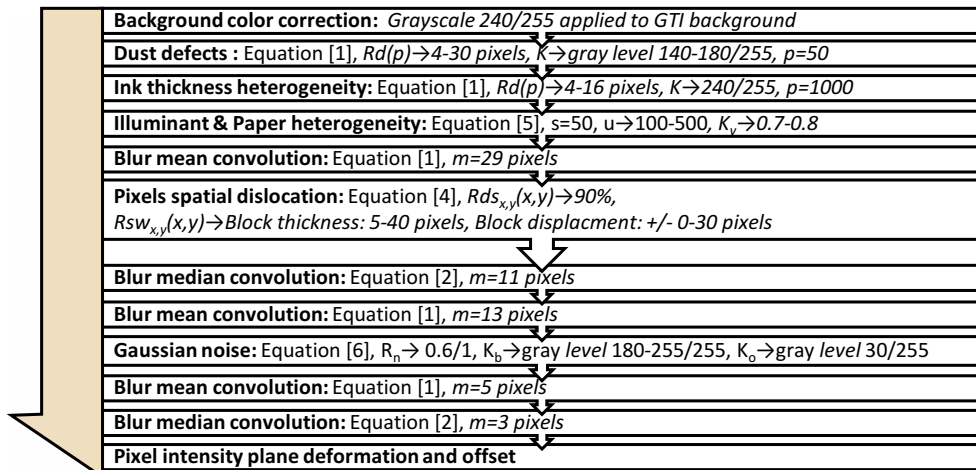 Background color correction: Grayscale 240/255 applied to GTI background
Dust defects : Equation [1], Rd(p)→4-30 pixels, K→gray level 140-180/255, p=50
Ink thickness heterogeneity: Equation [1], Rd(p)→4-16 pixels, K→240/255, p=1000
Illuminant & Paper heterogeneity: Equation [5], s=50, u→100-500, Kv→0.7-0.8
Blur mean convolution: Equation [1], m=29 pixels
Pixels spatial dislocation: Equation [4], Rdsx,y(x,y)→90%,
Rswx,y(x,y)→Block thickness: 5-40 pixels, Block displacment: +/- 0-30 pixels
Blur median convolution: Equation [2], m=11 pixels
Blur mean convolution: Equation [1], m=13 pixels
Gaussian noise: Equation [6], Rn→ 0.6/1, Kb→gray level 180-255/255, Ko→gray level 30/255
Blur mean convolution: Equation [1], m=5 pixels
Blur median convolution: Equation [2], m=3 pixels
Pixel intensity plane deformation and offset